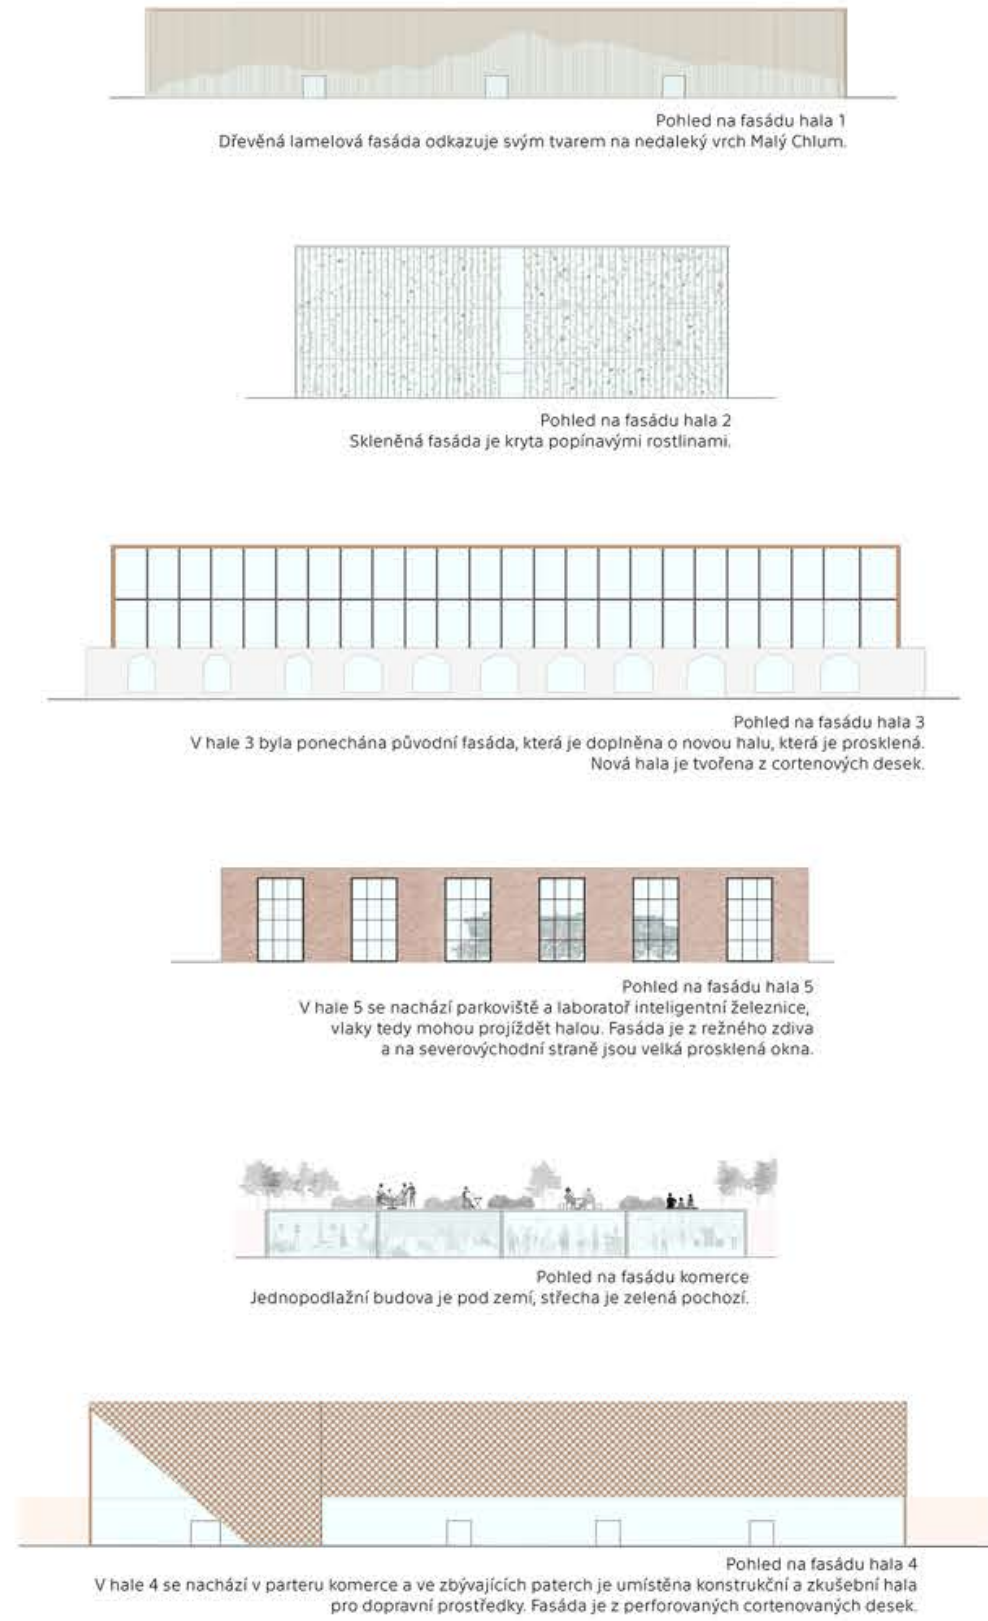 Pohled na fasádu hala 1
Dřevěná lamelová fasáda odkazuje svým tvarem na nedaleký vrch Malý Chlum.
Pohled na fasádu hala 2
Skleněná fasáda je kryta popínavými rostlinami.
Pohled na fasádu hala 3
V hale 3 byla ponechána původní fasáda, která je doplněna o novou halu, která je prosklená.
Nová hala je tvořena z cortenových desek.
Pohled na fasádu hala 5
V hale 5 se nachází parkoviště a laboratoř inteligentní železnice,
vlaky tedy mohou projíždět halou. Fasáda je z režného zdiva
a na severovýchodní straně jsou velká prosklená okna.
Pohled na fasádu komerce
Jednopodlažní budova je pod zemí, střecha je zelená pochozí.
Pohled na fasádu hala 4
V hale 4 se nachází v parteru komerce a ve zbývajících paterch je umístěna konstrukční a zkušební hala
pro dopravní prostředky. Fasáda je z perforovaných cortenovaných desek.